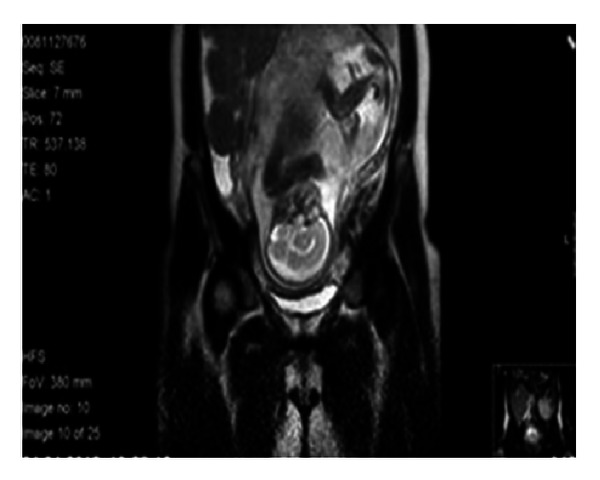 0081127676
Seq: SE
Slice: 7 mm
Pos: 72
TR: 537.138
TE: 80
AC: 1
L
HFS
FoV: 380 mm
Image no: 10
Image 10 of 25